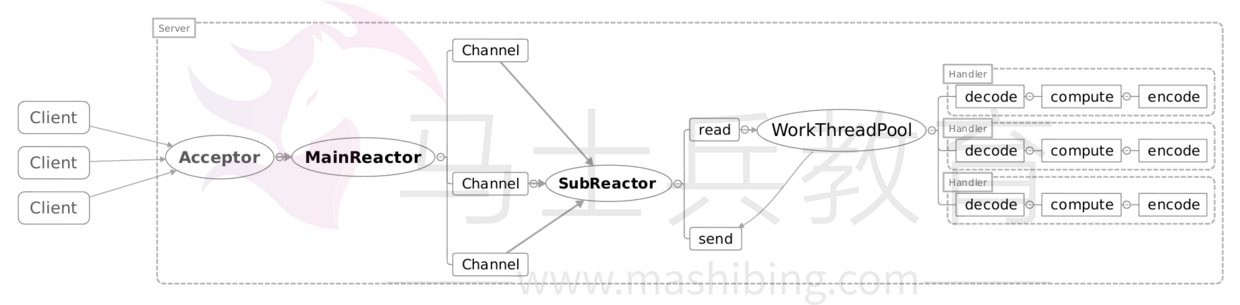 Server
Client
Client
Client
Acceptor
MainReactor
Channel
Channel
Channel
SubReactor
read
send
WorkThreadPool
Handler
decode
compute
encode
Handler
decode
compute
encode
Handler
decode
compute
encode
马士兵教育
www.mashibing.com